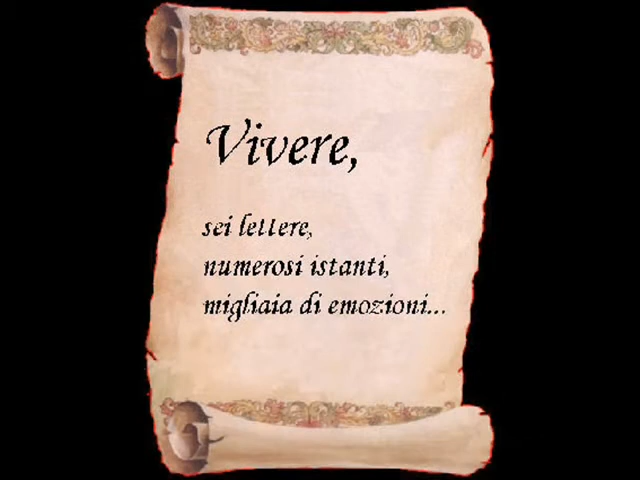 Vivere,
sei lettere,
numerosi istanti,
migliaia di emozioni...